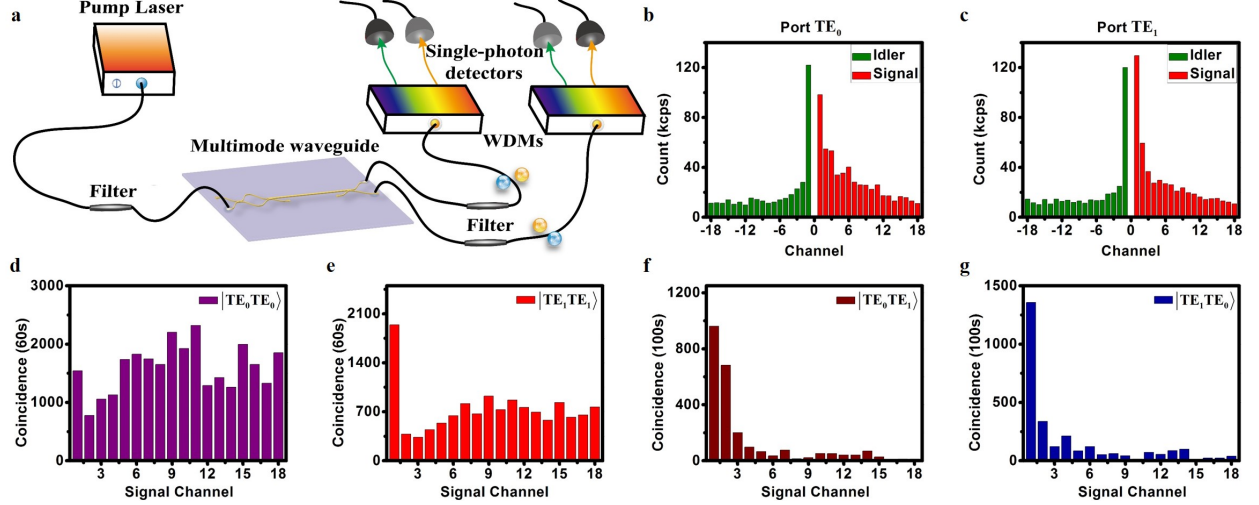 a
Pump Laser
Single-photon
detectors
WDMs
Multimode waveguide
Filter
Filter
b
Port TE₀
Idler
Signal
Count (kcps)
120
80
40
0
-18 -12 -6 0 6 12 18
Channel
c
Port TE₁
Idler
Signal
Count (kcps)
120
80
40
0
-18 -12 -6 0 6 12 18
Channel
d
|TE₀TE₀⟩
Coincidence (60s)
3000
2000
1000
0
3 6 9 12 15 18
Signal Channel
e
|TE₁TE₁⟩
Coincidence (60s)
2100
1400
700
0
3 6 9 12 15 18
Signal Channel
f
|TE₀TE₁⟩
Coincidence (100s)
1200
800
400
0
3 6 9 12 15 18
Signal Channel
g
|TE₁TE₀⟩
Coincidence (100s)
1500
1000
500
0
3 6 9 12 15 18
Signal Channel